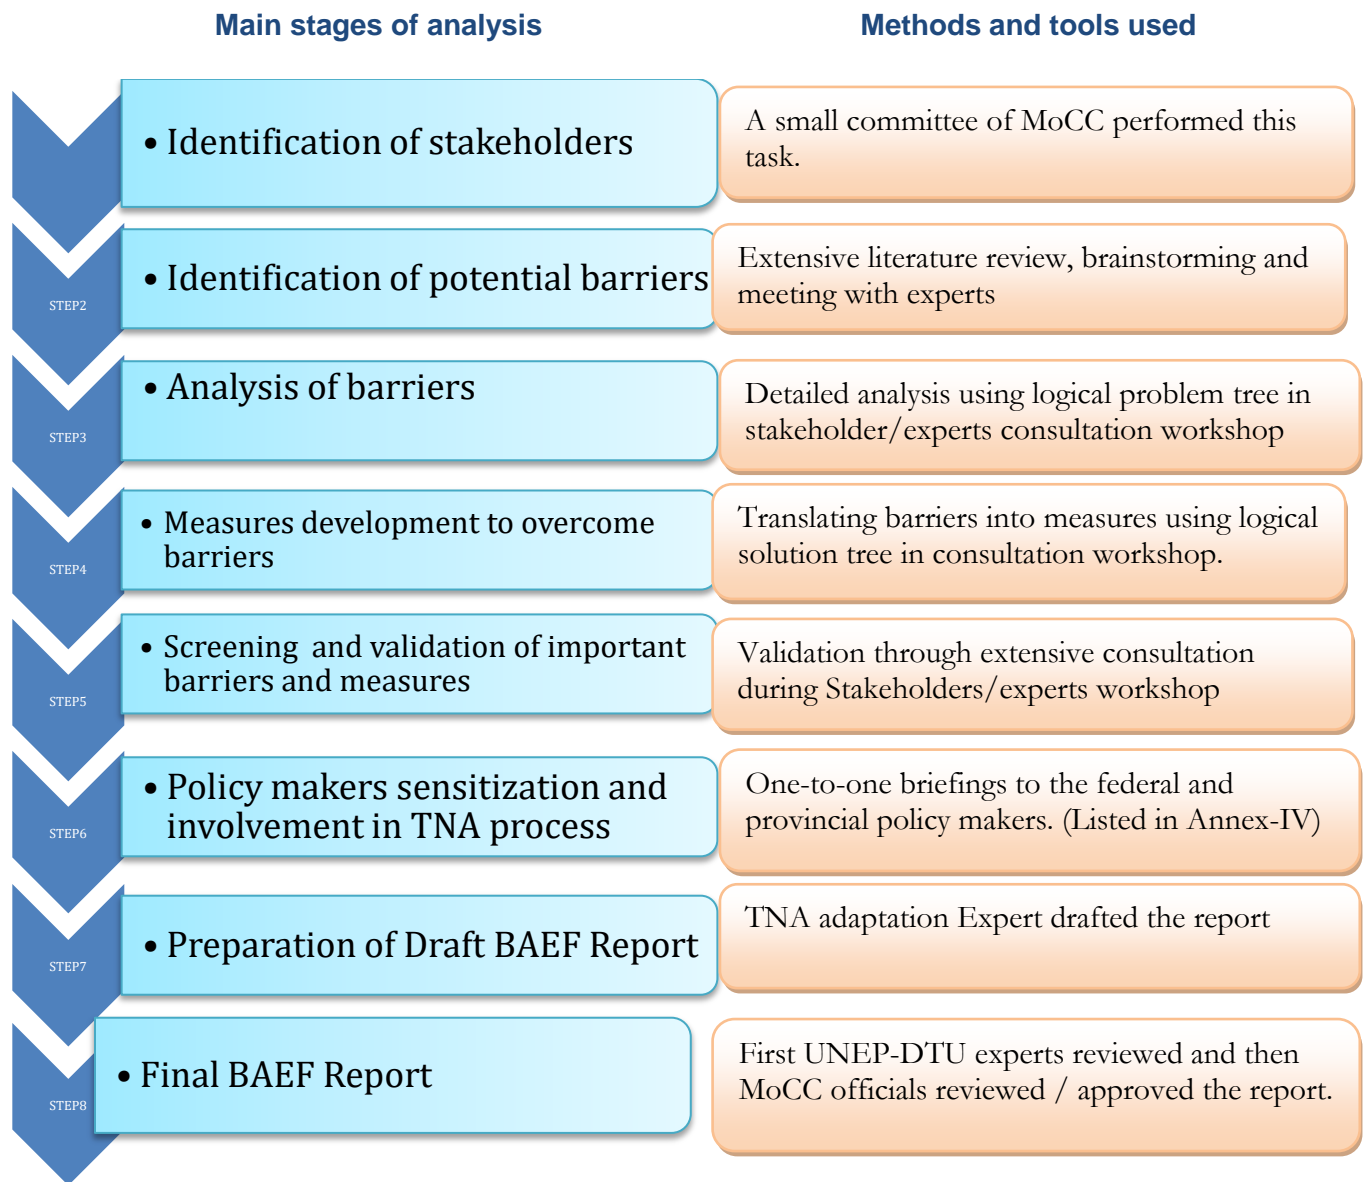 Main stages of analysis
Methods and tools used
• Identification of stakeholders
A small committee of MoCC performed this
task.
STEP2
• Identification of potential barriers
Extensive literature review, brainstorming and
meeting with experts
STEP3
• Analysis of barriers
Detailed analysis using logical problem tree in
stakeholder/experts consultation workshop
STEP4
• Measures development to overcome
barriers
Translating barriers into measures using logical
solution tree in consultation workshop.
STEP5
• Screening and validation of important
barriers and measures
Validation through extensive consultation
during Stakeholders/experts workshop
STEP6
• Policy makers sensitization and
involvement in TNA process
One-to-one briefings to the federal and
provincial policy makers. (Listed in Annex-IV)
STEP7
• Preparation of Draft BAEF Report
TNA adaptation Expert drafted the report
STEP8
• Final BAEF Report
First UNEP-DTU experts reviewed and then
MoCC officials reviewed / approved the report.